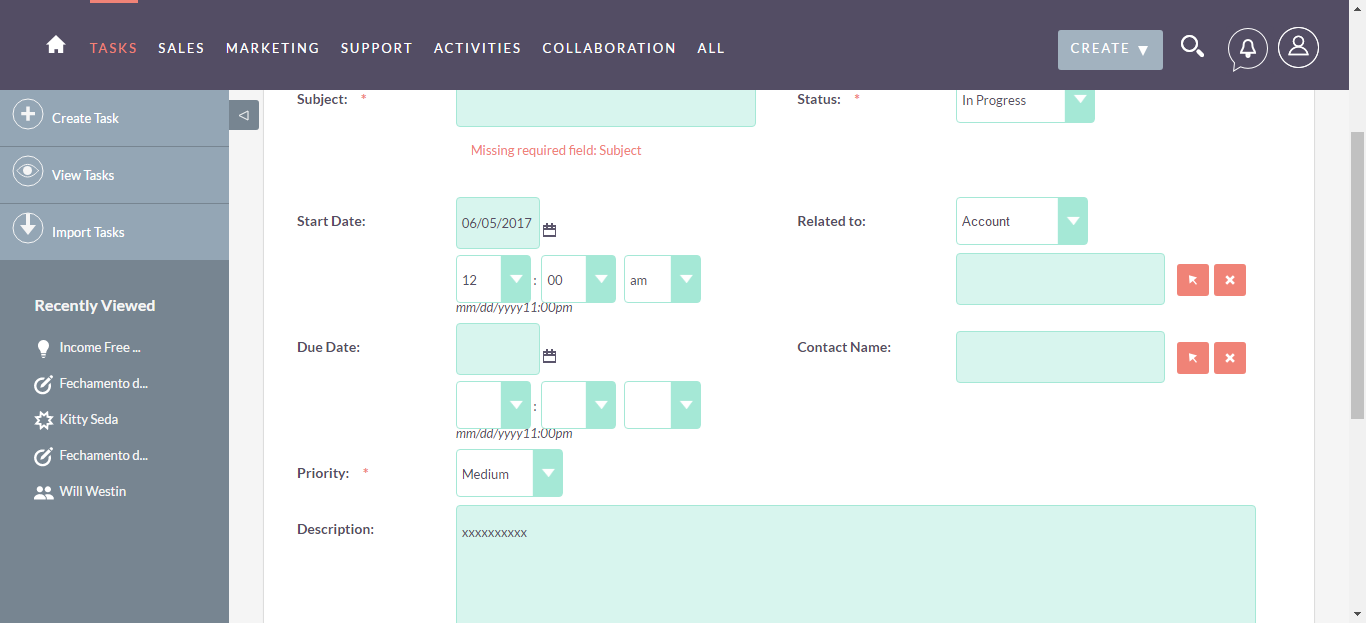 TASKS SALES MARKETING SUPPORT ACTIVITIES COLLABORATION ALL CREATE ▼
Create Task
View Tasks
Import Tasks
Recently Viewed
Income Free ...
Fechamento d...
Kitty Seda
Fechamento d...
Will Westin
Subject: * Status: * In Progress
Missing required field: Subject
Start Date: 06/05/2017 Related to: Account
12 : 00 am
mm/dd/yyyy11:00pm
Due Date: Contact Name:
:
mm/dd/yyyy11:00pm
Priority: * Medium
Description: xxxxxxxxxx